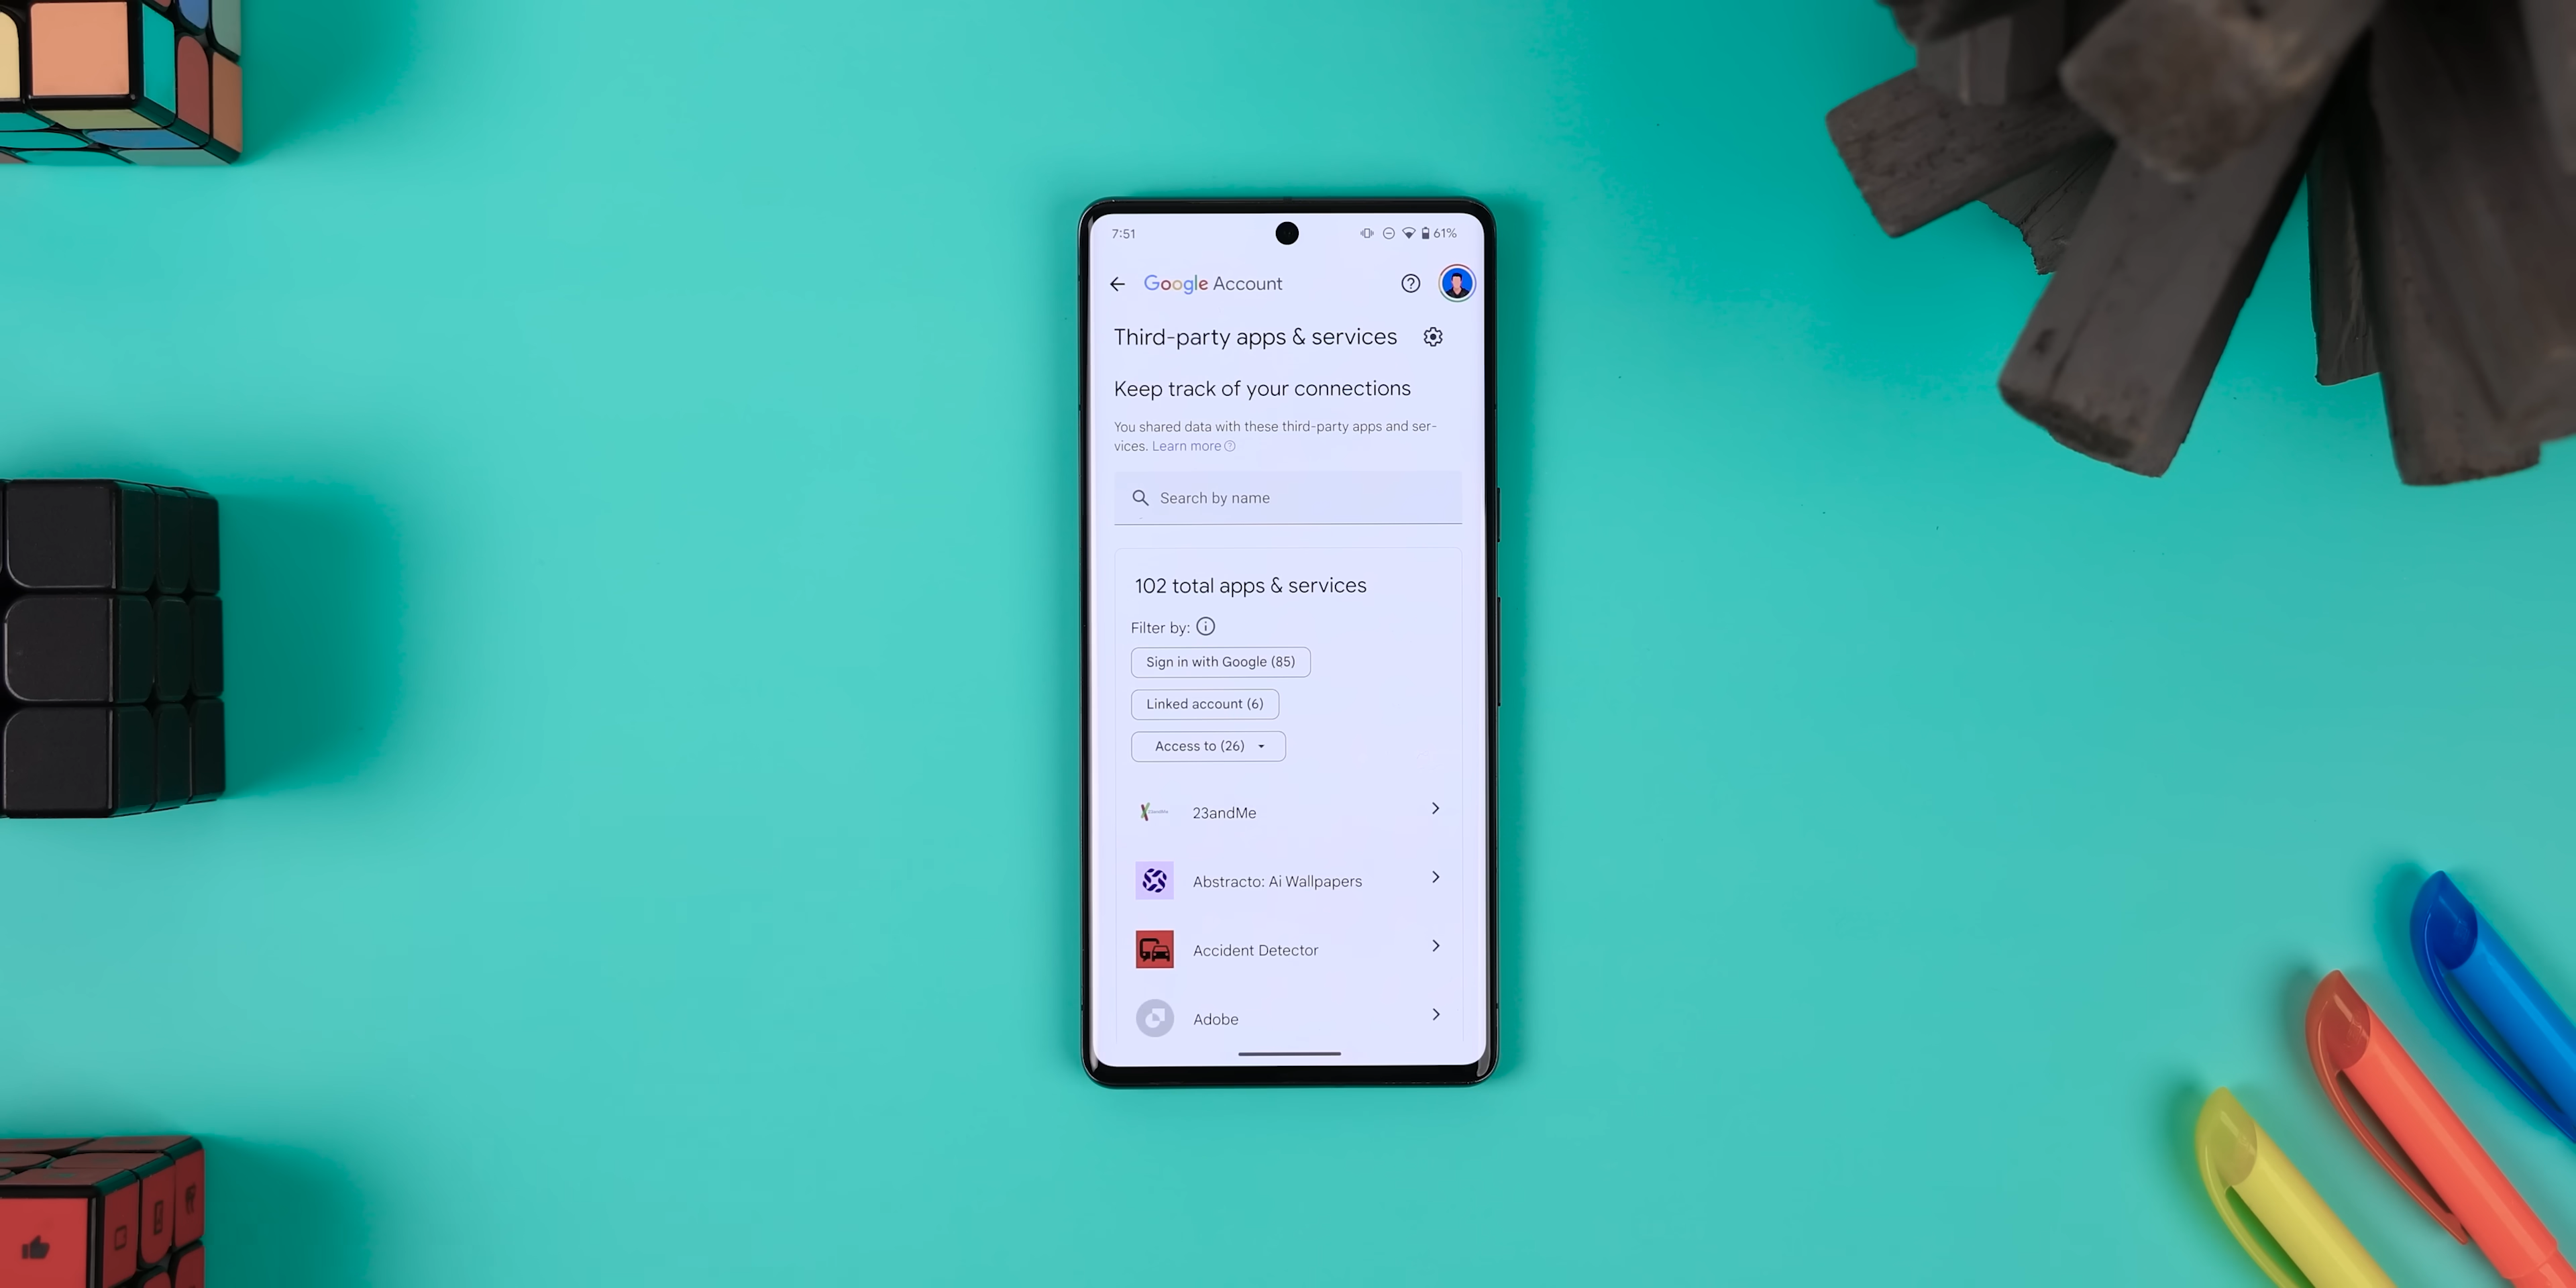 7:51
61%
Google Account
Third-party apps & services
Keep track of your connections
You shared data with these third-party apps and ser-
vices. Learn more
Search by name
102 total apps & services
Filter by:
Sign in with Google (85)
Linked account (6)
Access to (26)
23andMe
Abstracto: Ai Wallpapers
Accident Detector
Adobe